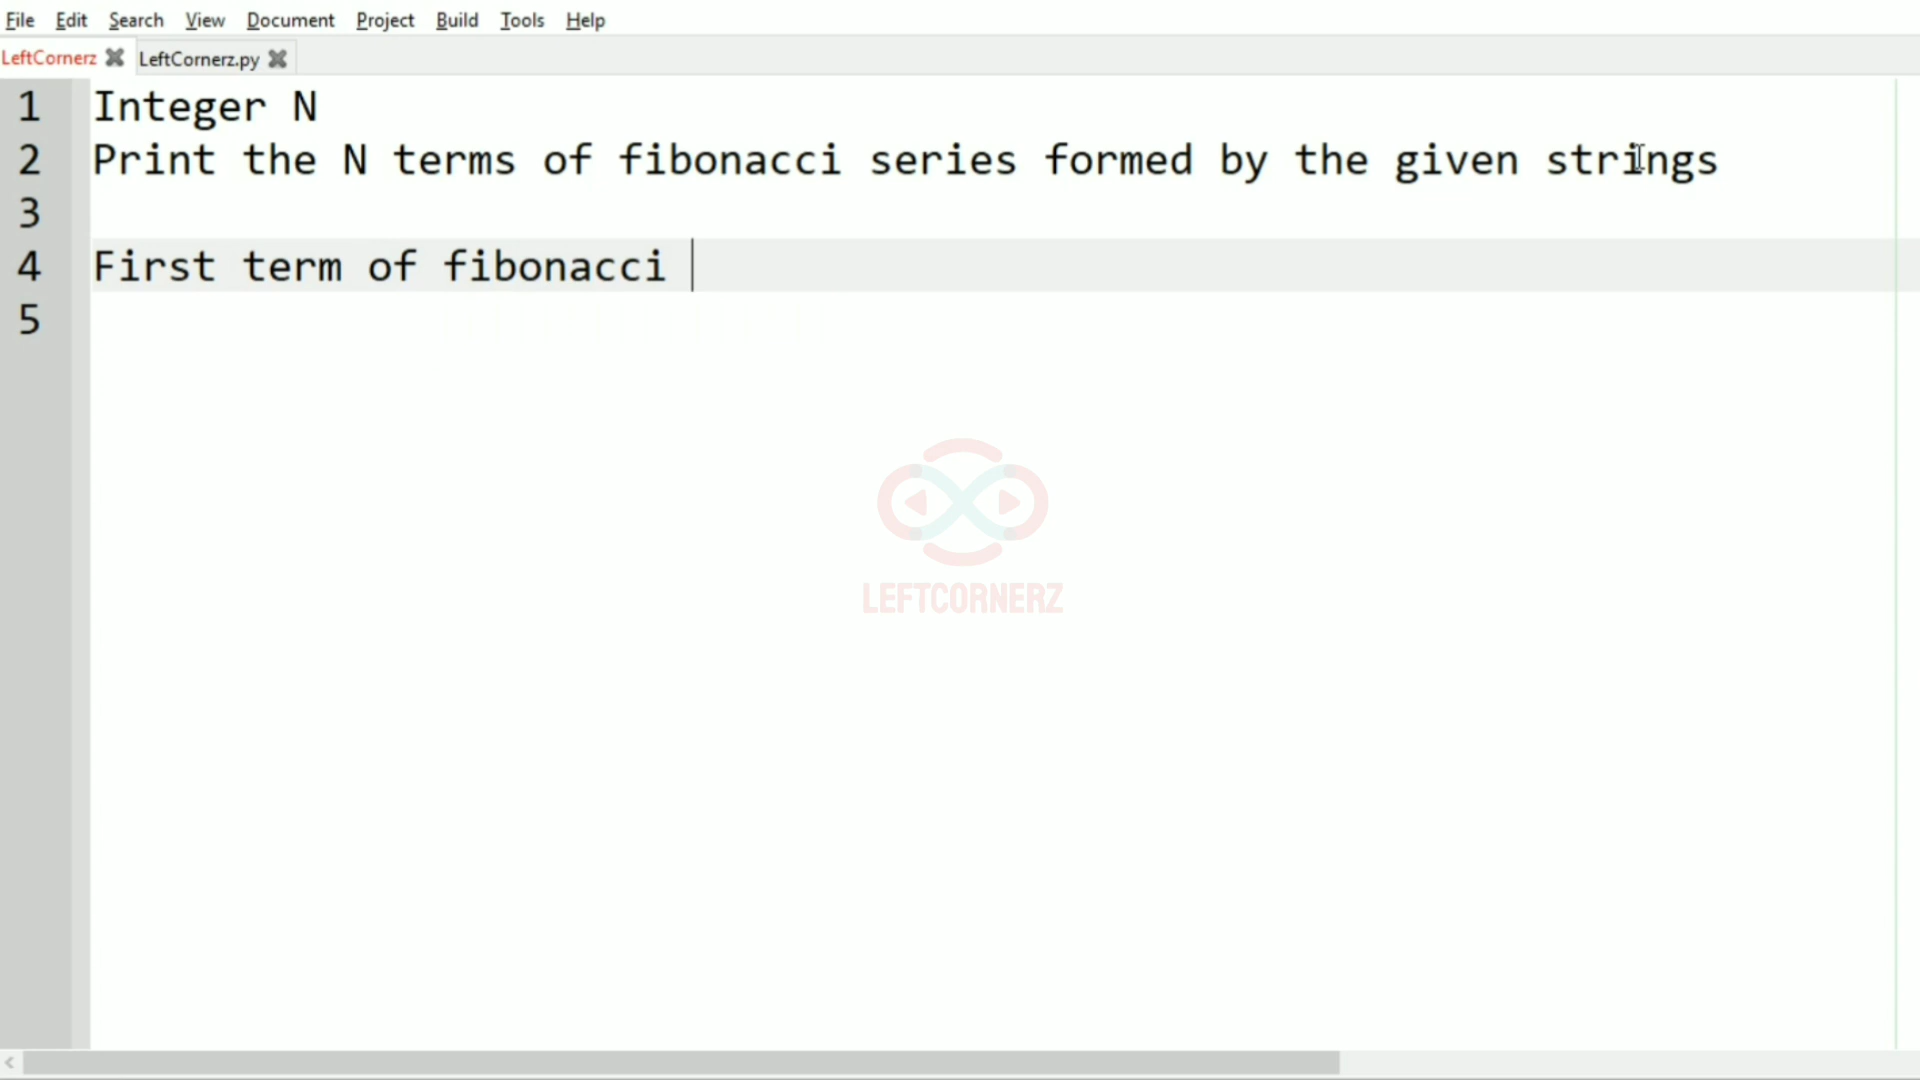 File Edit Search View Document Project Build Tools Help
LeftCornerz LeftCornerz.py
1 Integer N
2 Print the N terms of fibonacci series formed by the given strings
3
4 First term of fibonacci
5
LEFTCORNERZ